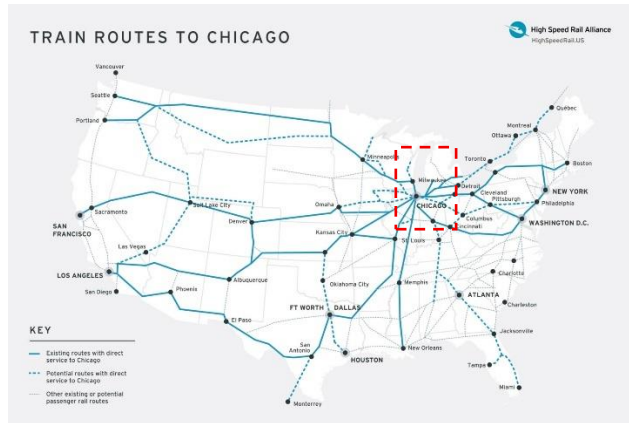 TRAIN ROUTES TO CHICAGO
High Speed Rail Alliance
HighSpeedRail.US
Vancouver
Seattle
Portland
Québec
Montreal
Ottawa
Toronto
Boston
Minneapolis
Milwaukee
Detroit
Cleveland
Pittsburgh
NEW YORK
Philadelphia
CHICAGO
Omaha
Salt Lake City
Sacramento
SAN
FRANCISCO
Denver
Columbus
Cincinnati
WASHINGTON D.C.
Kansas City
St Louis
Las Vegas
LOS ANGELES
San Diego
Phoenix
Albuquerque
Oklahoma City
Memphis
Charlotte
ATLANTA
Charleston
El Paso
FT WORTH
DALLAS
Jacksonville
San
Antonio
HOUSTON
New Orleans
Tampa
Miami
Monterrey
KEY
Existing routes with direct
service to Chicago
Potential routes with direct
service to Chicago
Other existing or potential
passenger rail routes